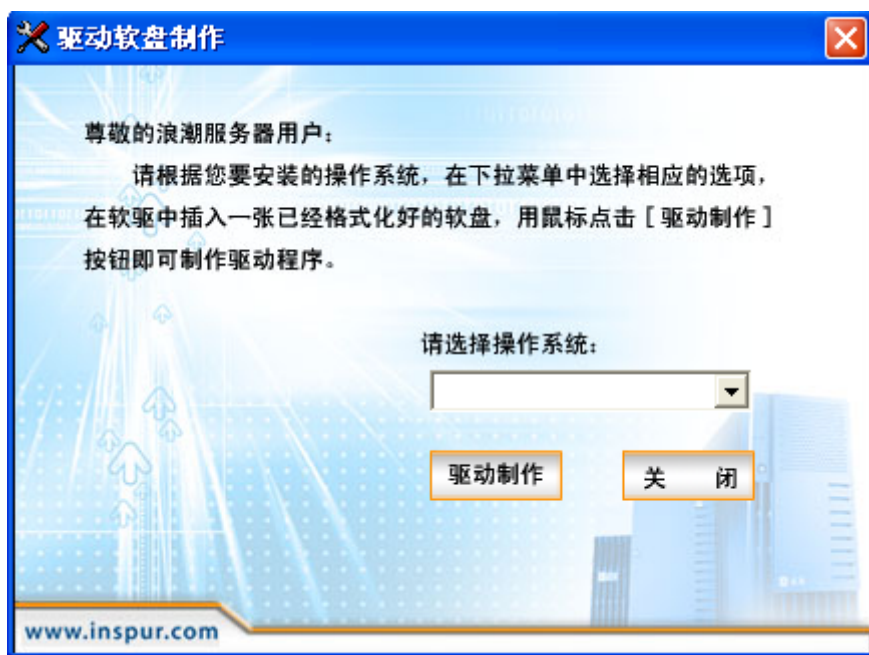 驱动软盘制作
尊敬的浪潮服务器用户：
请根据您要安装的操作系统，在下拉菜单中选择相应的选项，
在软驱中插入一张已经格式化好的软盘，用鼠标点击［驱动制作］
按钮即可制作驱动程序。
请选择操作系统：
驱动制作
关 闭
www.inspur.com